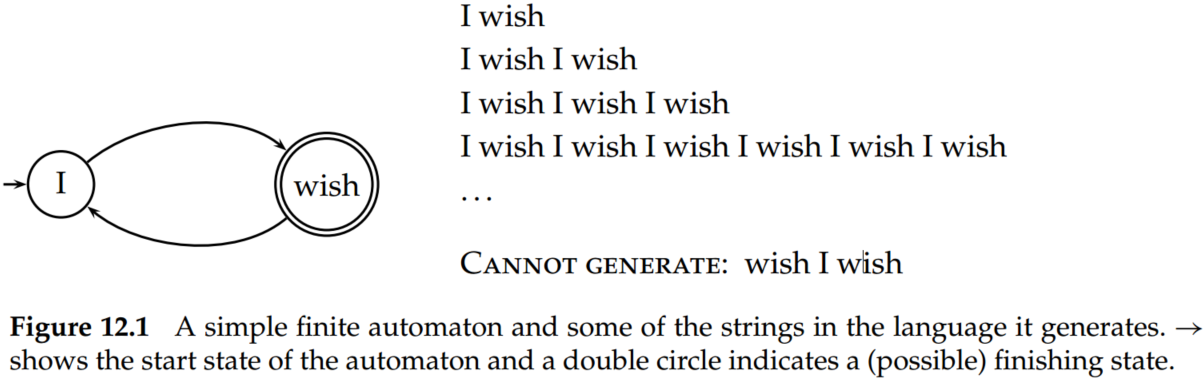 I wish
I wish I wish
I wish I wish I wish
I wish I wish I wish I wish I wish I wish
...
I
wish
CANNOT GENERATE: wish I wish
Figure 12.1 A simple finite automaton and some of the strings in the language it generates. →
shows the start state of the automaton and a double circle indicates a (possible) finishing state.